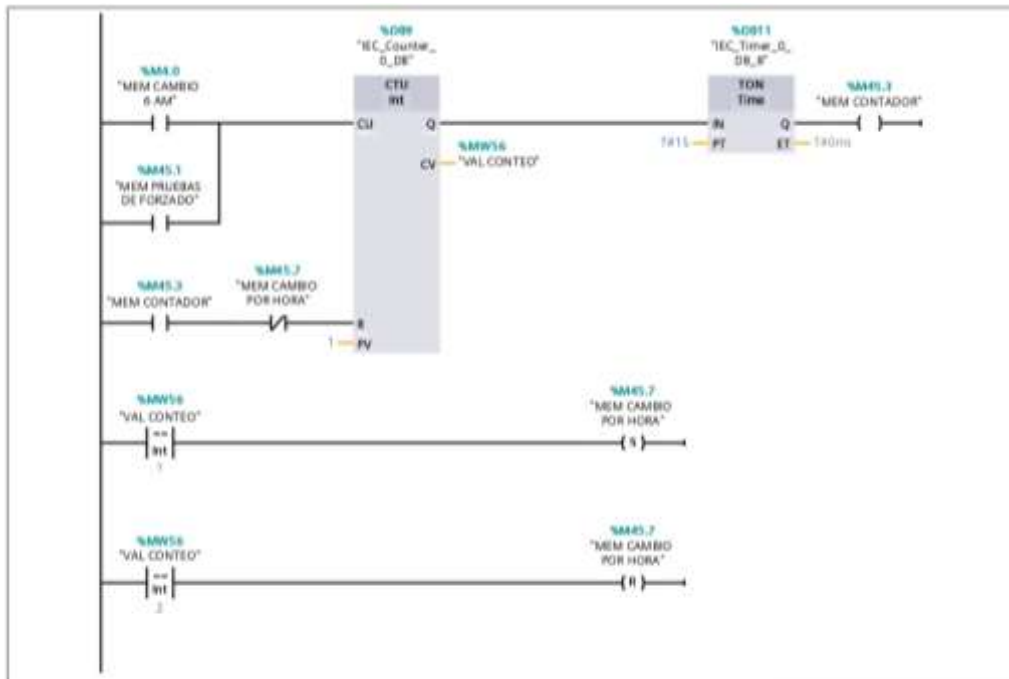 %DB9
"IEC_Counter_
0_DB"
%DB11
"IEC_Timer_0_
DB_8"
%M4.0
"MEM CAMBIO
6 AM"
CTU
Int
TON
Time
%M45.3
"MEM CONTADOR"
CU
Q
IN
Q
%MW56
CV
"VAL CONTEO"
T#1S
PT
ET
T#0ms
%M45.1
"MEM PRUEBAS
DE FORZADO"
%M45.3
"MEM CONTADOR"
%M45.7
"MEM CAMBIO
POR HORA"
R
1
PV
%MW56
"VAL CONTEO"
==
Int
1
%M45.7
"MEM CAMBIO
POR HORA"
S
%MW56
"VAL CONTEO"
==
Int
2
%M45.7
"MEM CAMBIO
POR HORA"
R